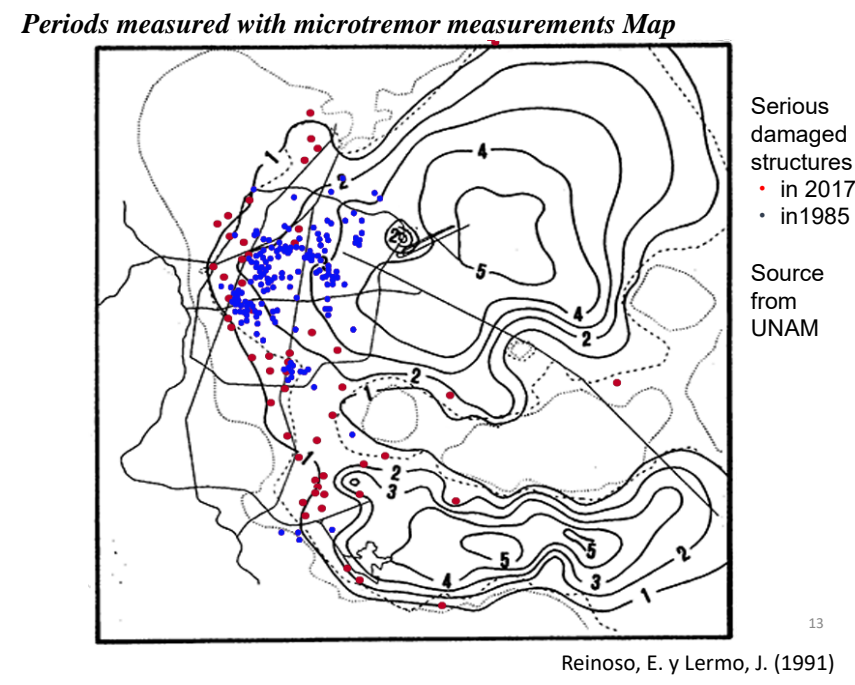 Periods measured with microtremor measurements Map
Serious
damaged
structures
• in 2017
• in1985
Source
from
UNAM
1
2
4
2
5
4
2
2
1
1
2
3
5
5
4
3
2
1
13
Reinoso, E. y Lermo, J. (1991)